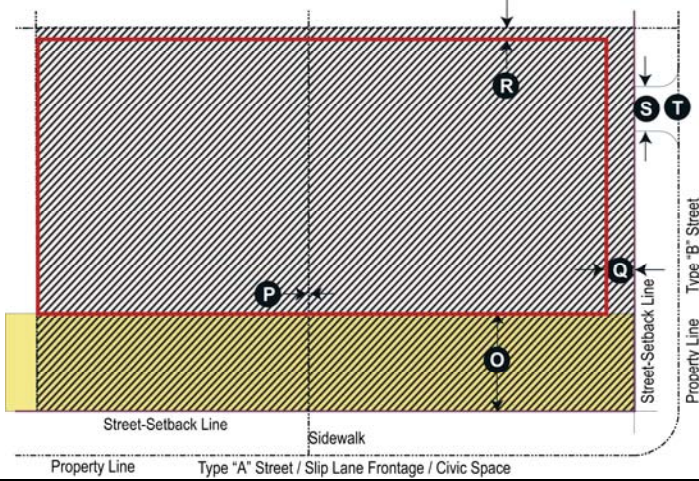 R
S T
Type "B" Street
Q
P
Street-Setback Line
Property Line
O
Street-Setback Line
Sidewalk
Property Line Type "A" Street / Slip Lane Frontage / Civic Space